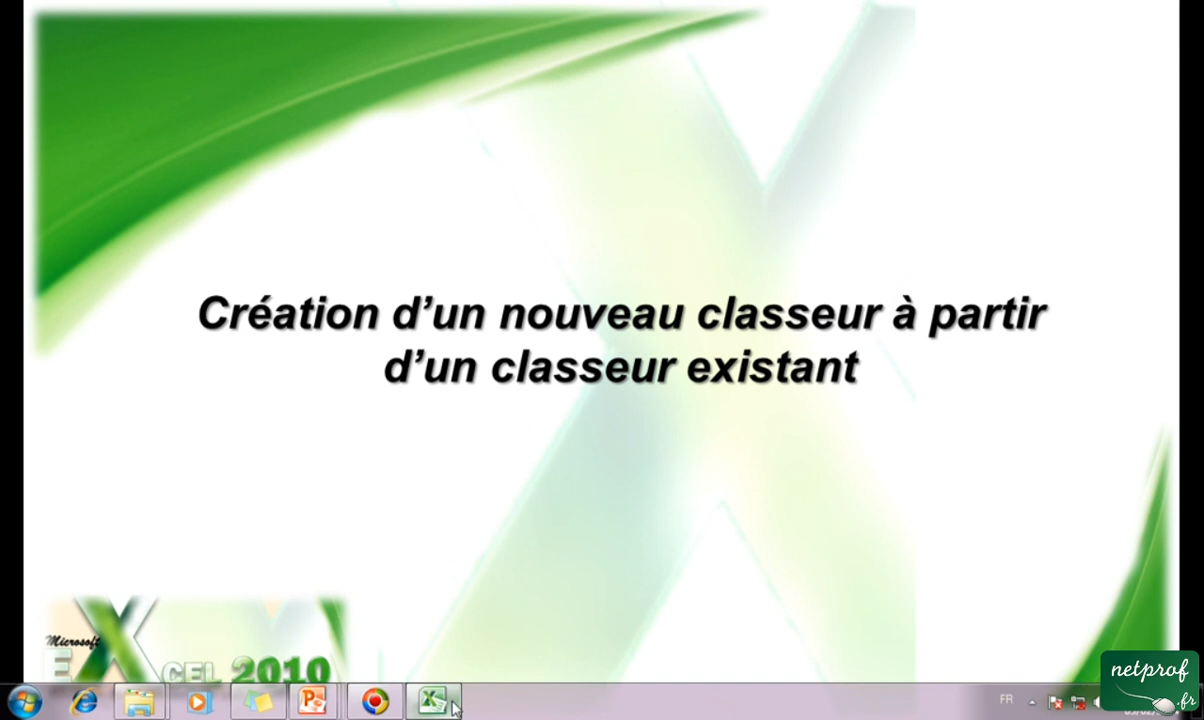 Création d’un nouveau classeur à partir
d’un classeur existant
Microsoft
EXCEL 2010
FR
netprof
.fr